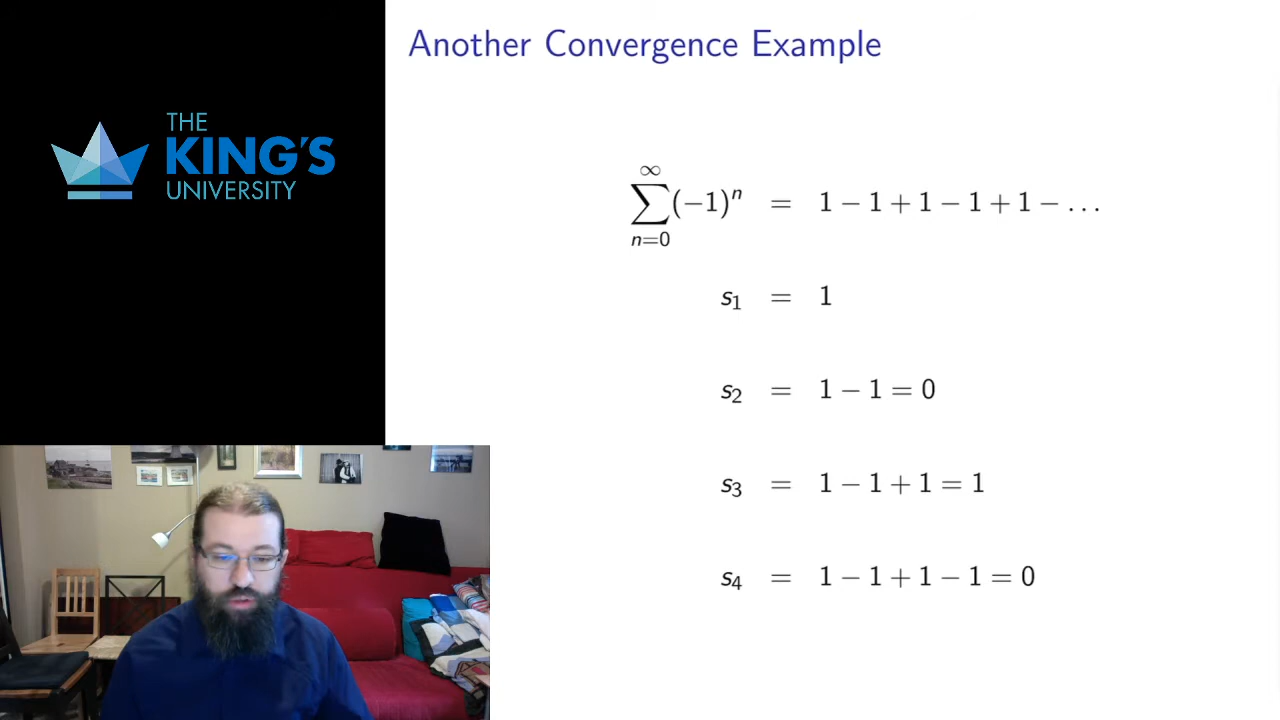 THE
KING'S
UNIVERSITY
Another Convergence Example
∞
∑(−1)ⁿ = 1 − 1 + 1 − 1 + 1 − . . .
n=0
s₁ = 1
s₂ = 1 − 1 = 0
s₃ = 1 − 1 + 1 = 1
s₄ = 1 − 1 + 1 − 1 = 0